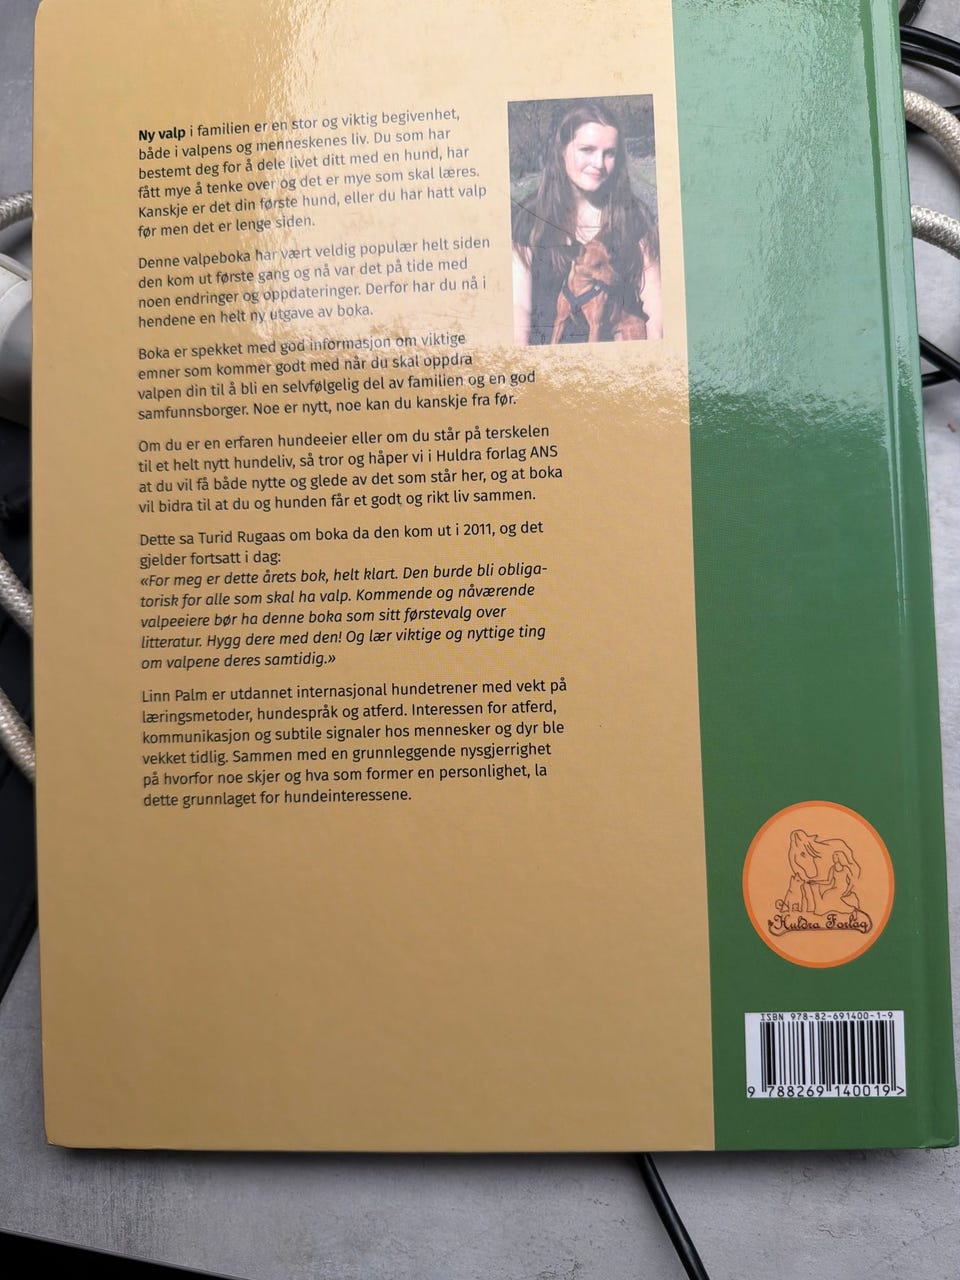 Ny valp i familien er en stor og viktig begivenhet,
både i valpens og menneskenes liv. Du som har
bestemt deg for å dele livet ditt med en hund, har
fått mye å tenke over og det er mye som skal læres.
Kanskje er det din første hund, eller du har hatt valp
før men det er lenge siden.
Denne valpeboka har vært veldig populær helt siden
den kom ut første gang og nå var det på tide med
noen endringer og oppdateringer. Derfor har du nå i
hendene en helt ny utgave av boka.
Boka er spekket med god informasjon om viktige
emner som kommer godt med når du skal oppdra
valpen din til å bli en selvfølgelig del av familien og en god
samfunnsborger. Noe er nytt, noe kan du kanskje fra før.
Om du er en erfaren hundeeier eller om du står på terskelen
til et helt nytt hundeliv, så tror og håper vi i Huldra forlag ANS
at du vil få både nytte og glede av det som står her, og at boka
vil bidra til at du og hunden får et godt og rikt liv sammen.
Dette sa Turid Rugaas om boka da den kom ut i 2011, og det
gjelder fortsatt i dag:
«For meg er dette årets bok, helt klart. Den burde bli obliga-
torisk for alle som skal ha valp. Kommende og nåværende
valpeeiere bør ha denne boka som sitt førstevalg over
litteratur. Hygg dere med den! Og lær viktige og nyttige ting
om valpene deres samtidig.»
Linn Palm er utdannet internasjonal hundetrener med vekt på
læringsmetoder, hundespråk og atferd. Interessen for atferd,
kommunikasjon og subtile signaler hos mennesker og dyr ble
vekket tidlig. Sammen med en grunnleggende nysgjerrighet
på hvorfor noe skjer og hva som former en personlighet, la
dette grunnlaget for hundeinteressene.
Huldra Forlag
ISBN 978-82-691400-1-9
9 788269 140019 >